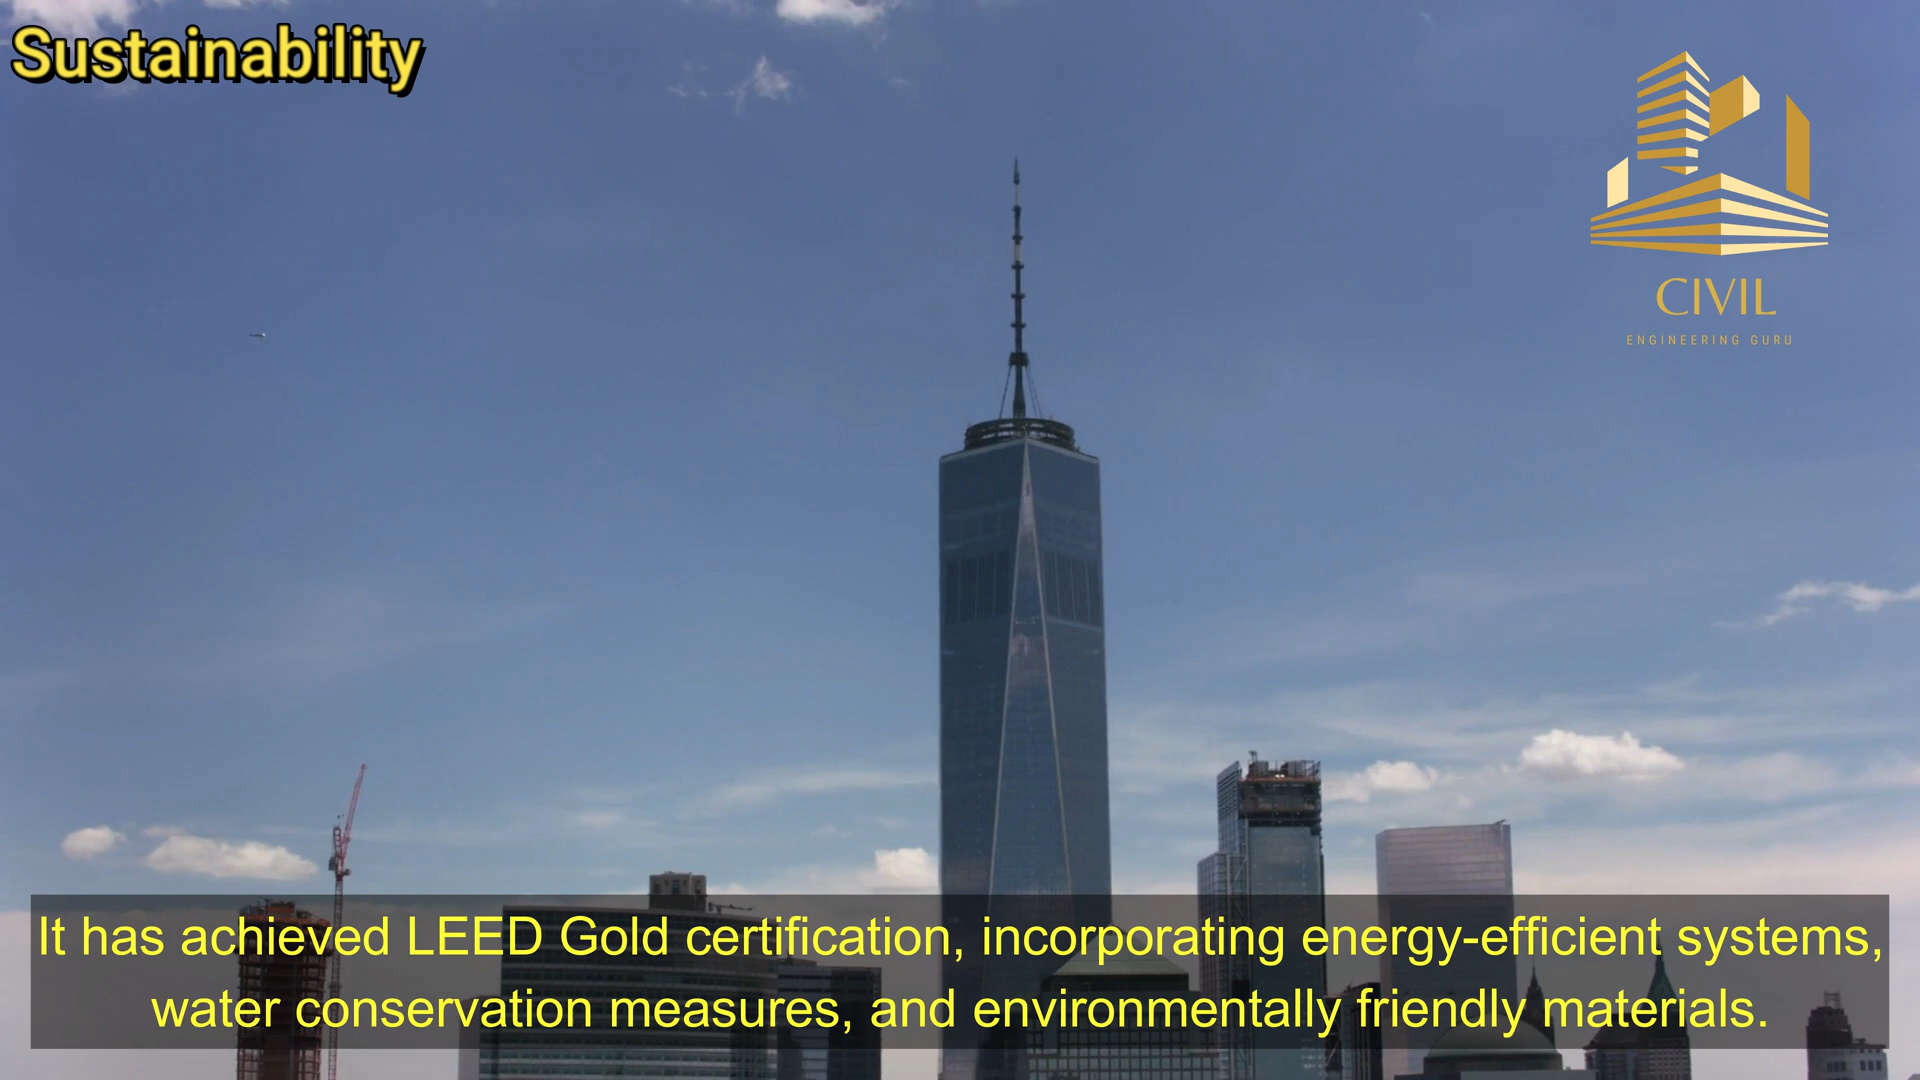 Sustainability
CIVIL
ENGINEERING GURU
It has achieved LEED Gold certification, incorporating energy-efficient systems,
water conservation measures, and environmentally friendly materials.